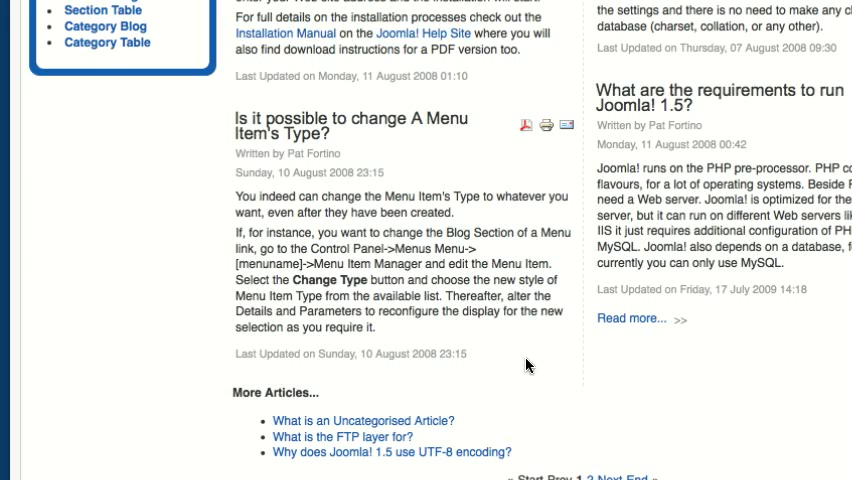 Section Table
Category Blog
Category Table
For full details on the installation processes check out the
Installation Manual on the Joomla! Help Site where you will
also find download instructions for a PDF version too.
Last Updated on Monday, 11 August 2008 01:10
Is it possible to change A Menu
Item's Type?
Written by Pat Fortino
Sunday, 10 August 2008 23:15
You indeed can change the Menu Item's Type to whatever you
want, even after they have been created.
If, for instance, you want to change the Blog Section of a Menu
link, go to the Control Panel->Menus Menu->
[menuname]->Menu Item Manager and edit the Menu Item.
Select the Change Type button and choose the new style of
Menu Item Type from the available list. Thereafter, alter the
Details and Parameters to reconfigure the display for the new
selection as you require it.
Last Updated on Sunday, 10 August 2008 23:15
the settings and there is no need to make any
database (charset, collation, or any other).
Last Updated on Thursday, 07 August 2008 09:30
What are the requirements to run
Joomla! 1.5?
Written by Pat Fortino
Monday, 11 August 2008 00:42
Joomla! runs on the PHP pre-processor. PHP
flavours, for a lot of operating systems. Beside
need a Web server. Joomla! is optimized for the
server, but it can run on different Web servers
IIS it just requires additional configuration of
MySQL. Joomla! also depends on a database,
currently you can only use MySQL.
Last Updated on Friday, 17 July 2009 14:18
Read more... >>
More Articles...
What is an Uncategorised Article?
What is the FTP layer for?
Why does Joomla! 1.5 use UTF-8 encoding?
« Start Prev 1 2 Next End »